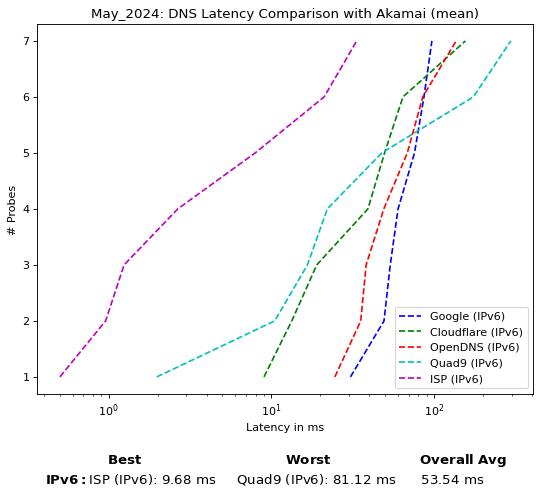 May_2024: DNS Latency Comparison with Akamai (mean)
7
6
5
4
3
2
1
# Probes
10⁰
10¹
10²
Latency in ms
Google (IPv6)
Cloudflare (IPv6)
OpenDNS (IPv6)
Quad9 (IPv6)
ISP (IPv6)
Best Worst Overall Avg
IPv6: ISP (IPv6): 9.68 ms Quad9 (IPv6): 81.12 ms 53.54 ms